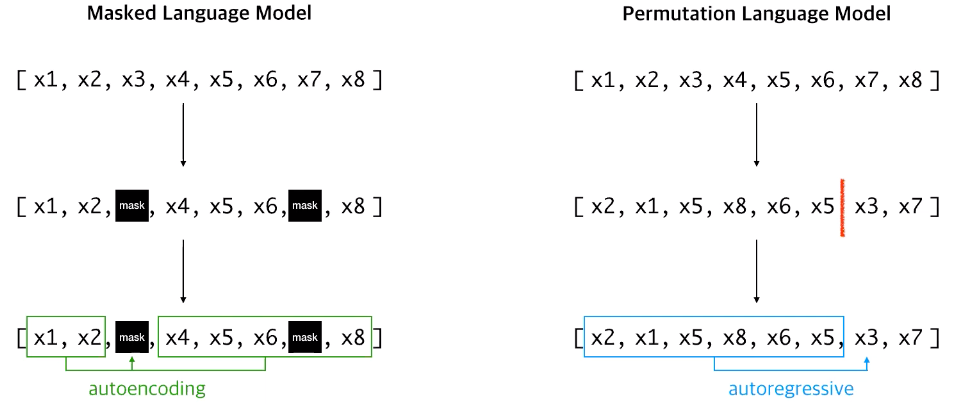 Masked Language Model
[ x1, x2, x3, x4, x5, x6, x7, x8 ]
[ x1, x2, mask, x4, x5, x6, mask, x8 ]
[ x1, x2, mask, x4, x5, x6, mask, x8 ]
autoencoding
Permutation Language Model
[ x1, x2, x3, x4, x5, x6, x7, x8 ]
[ x2, x1, x5, x8, x6, x5 x3, x7 ]
[ x2, x1, x5, x8, x6, x5, x3, x7 ]
autoregressive